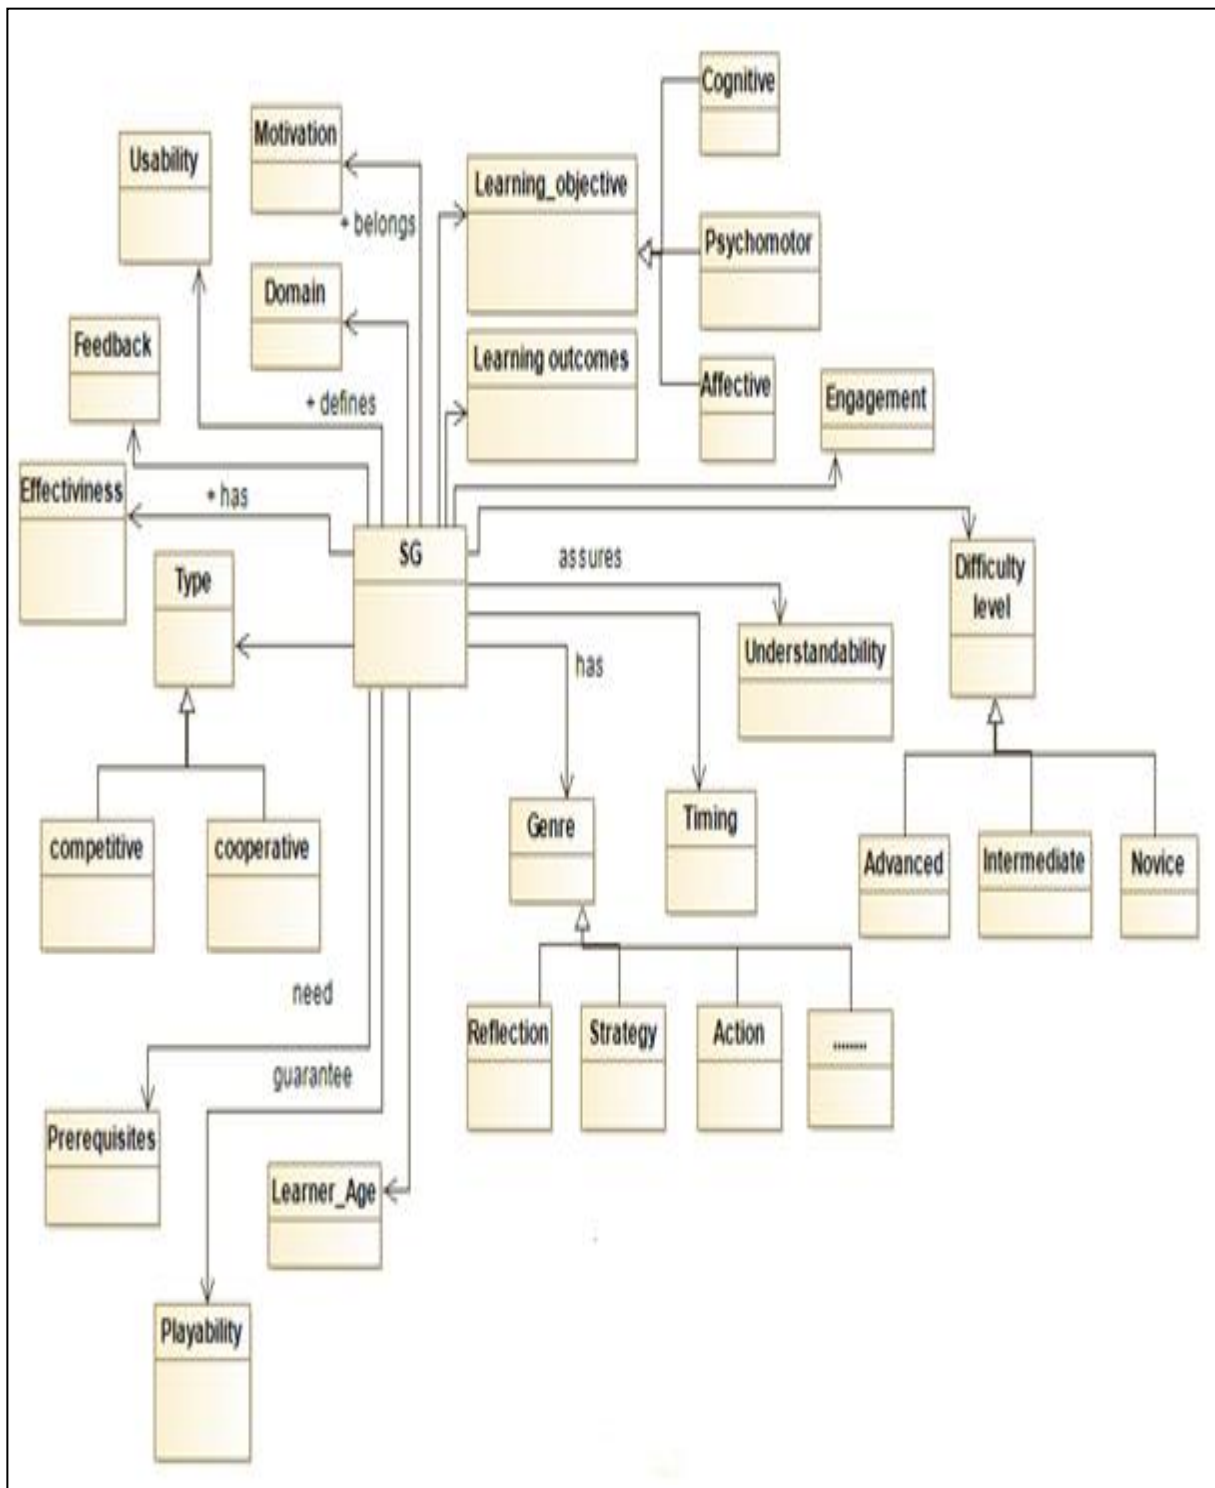 Cognitive
Motivation
Usability
Learning_objective
+ belongs
Psychomotor
Domain
Feedback
Learning outcomes
Affective
Engagement
+ defines
Effectiviness
+ has
SG
assures
Difficulty
level
Type
Understandability
has
Genre
Timing
competitive
cooperative
Advanced
Intermediate
Novice
need
Reflection
Strategy
Action
........
guarantee
Prerequisites
Learner_Age
Playability